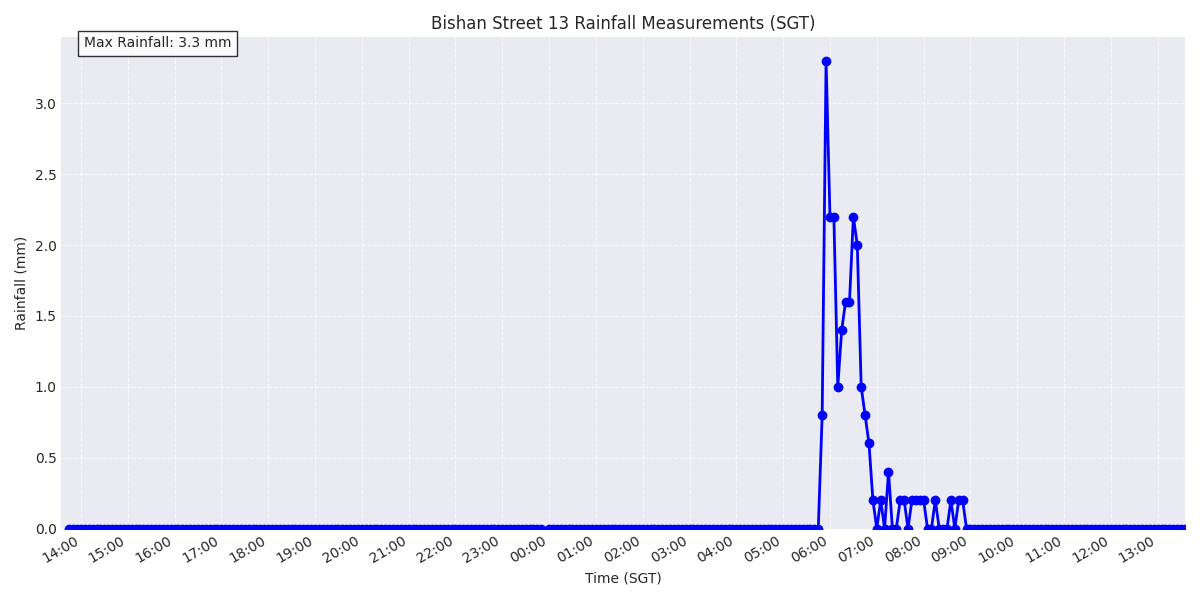 Bishan Street 13 Rainfall Measurements (SGT)
Max Rainfall: 3.3 mm
Rainfall (mm)
3.0
2.5
2.0
1.5
1.0
0.5
0.0
14:00 15:00 16:00 17:00 18:00 19:00 20:00 21:00 22:00 23:00 00:00 01:00 02:00 03:00 04:00 05:00 06:00 07:00 08:00 09:00 10:00 11:00 12:00 13:00
Time (SGT)